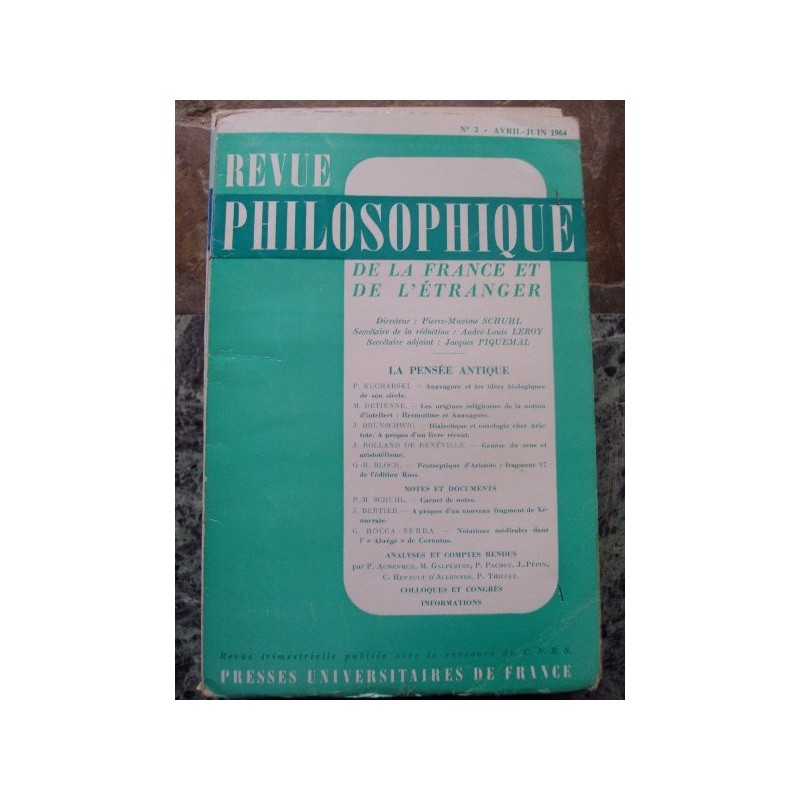 N° 2 - AVRIL-JUIN 1964
REVUE
PHILOSOPHIQUE
DE LA FRANCE ET
DE L'ÉTRANGER
Directeur : Pierre-Maxime SCHUHL
Secrétaire de la rédaction : André-Louis LEROY
Secrétaire adjoint : Jacques PIQUEMAL
LA PENSÉE ANTIQUE
P. KUCHARSKI. — Anaxagore et les idées biologiques
de son siècle.
M. DETIENNE. — Les origines religieuses de la notion
d'intellect : Hermotime et Anaxagore.
J. BRUNSCHWIG. — Dialectique et ontologie chez Aris-
tote. A propos d'un livre récent.
J. ROLLAND DE RENÉVILLE. — Genèse du sens et
aristotélisme.
G.-R. BLOCH. — Protreptique d'Aristote : fragment 17
de l'édition Ross.
NOTES ET DOCUMENTS
P.-M. SCHUHL. — Carnet de notes.
J. BERTIER. — A propos d'un nouveau fragment de Xé-
nocrate.
G. ROCCA SERRA. — Notations médicales dans
l' « Abrégé » de Cornutus.
ANALYSES ET COMPTES RENDUS
par P. AUBENQUE, M. GALPÉRINE, P. PACHET, J. PÉPIN,
C. REVAULT D'ALLONNES, P. THILLET.
COLLOQUES ET CONGRÈS
INFORMATIONS
Revue trimestrielle publiée avec le concours du C. N. R. S.
PRESSES UNIVERSITAIRES DE FRANCE